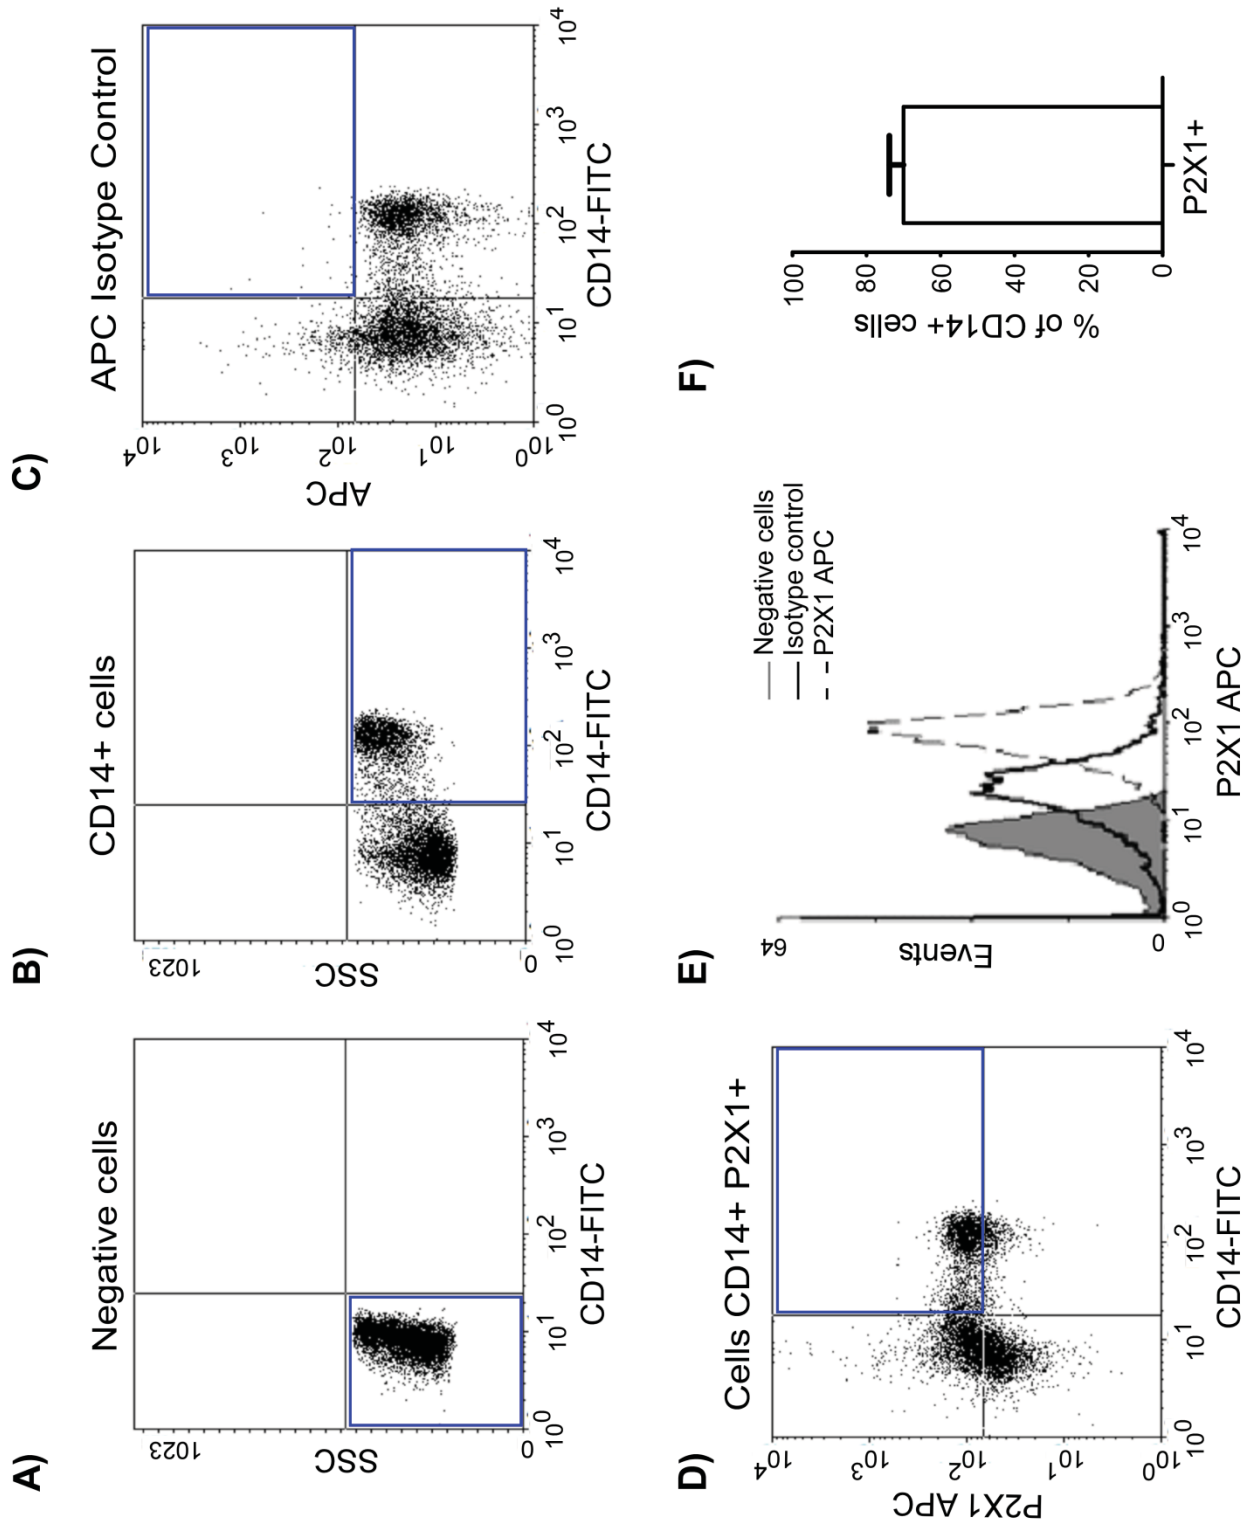 A)
Negative cells
1023
SSC
0
10^0 10^1 10^2 10^3 10^4
CD14-FITC
B)
CD14+ cells
1023
SSC
0
10^0 10^1 10^2 10^3 10^4
CD14-FITC
C)
APC Isotype Control
10^4
10^3
10^2
10^1
10^0
APC
10^0 10^1 10^2 10^3 10^4
CD14-FITC
D)
Cells CD14+ P2X1+
10^4
10^3
10^2
10^1
10^0
P2X1 APC
10^0 10^1 10^2 10^3 10^4
CD14-FITC
E)
Negative cells
Isotype control
P2X1 APC
64
Events
0
10^0 10^1 10^2 10^3 10^4
P2X1 APC
F)
100
80
60
40
20
0
% of CD14+ cells
P2X1+